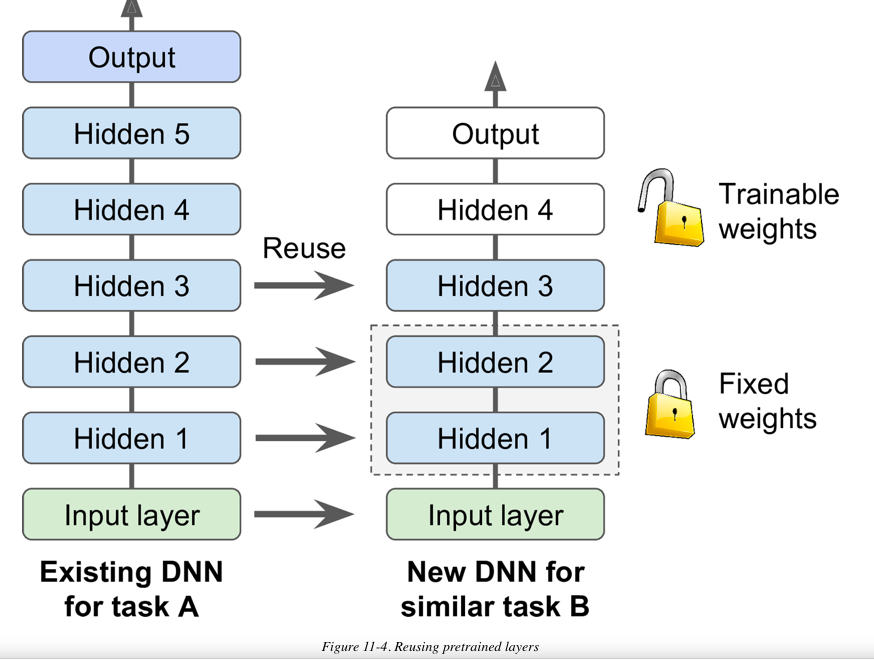 Output
Hidden 5
Hidden 4
Hidden 3
Hidden 2
Hidden 1
Input layer
Existing DNN
for task A
Reuse
Output
Hidden 4
Hidden 3
Hidden 2
Hidden 1
Input layer
New DNN for
similar task B
Trainable
weights
Fixed
weights
Figure 11-4. Reusing pretrained layers